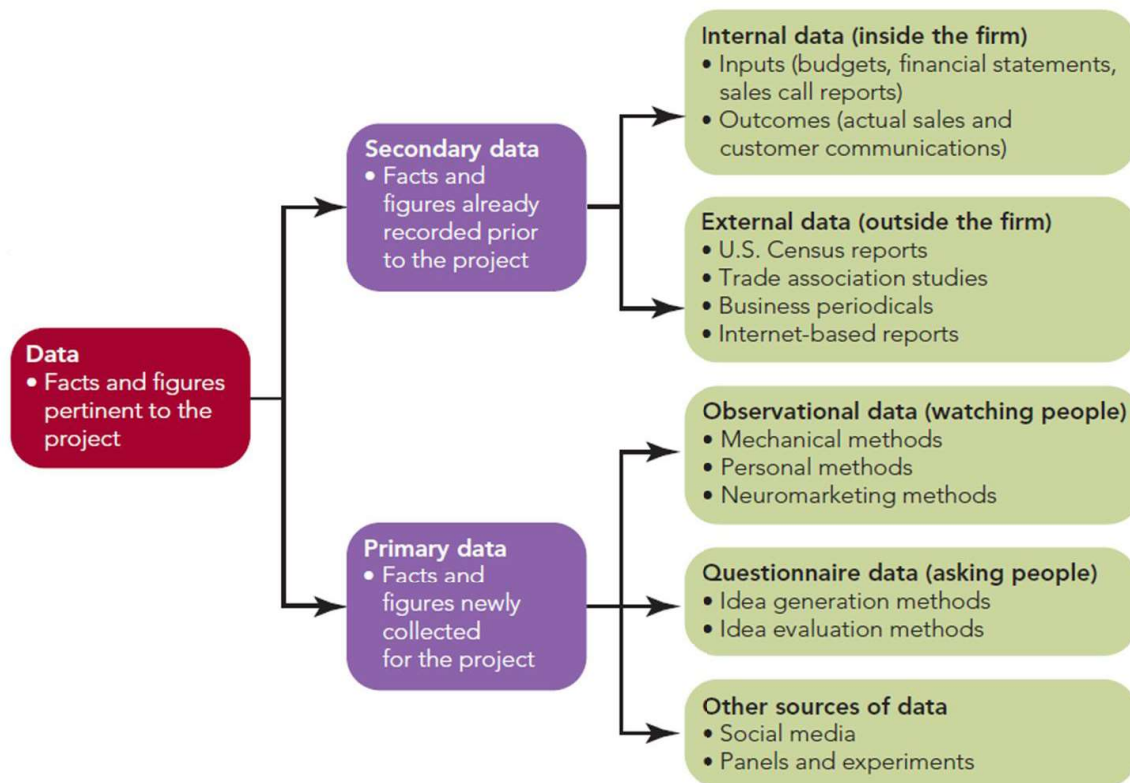 Data
• Facts and figures
pertinent to the
project
Secondary data
• Facts and
figures already
recorded prior
to the project
Primary data
• Facts and
figures newly
collected
for the project
Internal data (inside the firm)
• Inputs (budgets, financial statements,
sales call reports)
• Outcomes (actual sales and
customer communications)
External data (outside the firm)
• U.S. Census reports
• Trade association studies
• Business periodicals
• Internet-based reports
Observational data (watching people)
• Mechanical methods
• Personal methods
• Neuromarketing methods
Questionnaire data (asking people)
• Idea generation methods
• Idea evaluation methods
Other sources of data
• Social media
• Panels and experiments